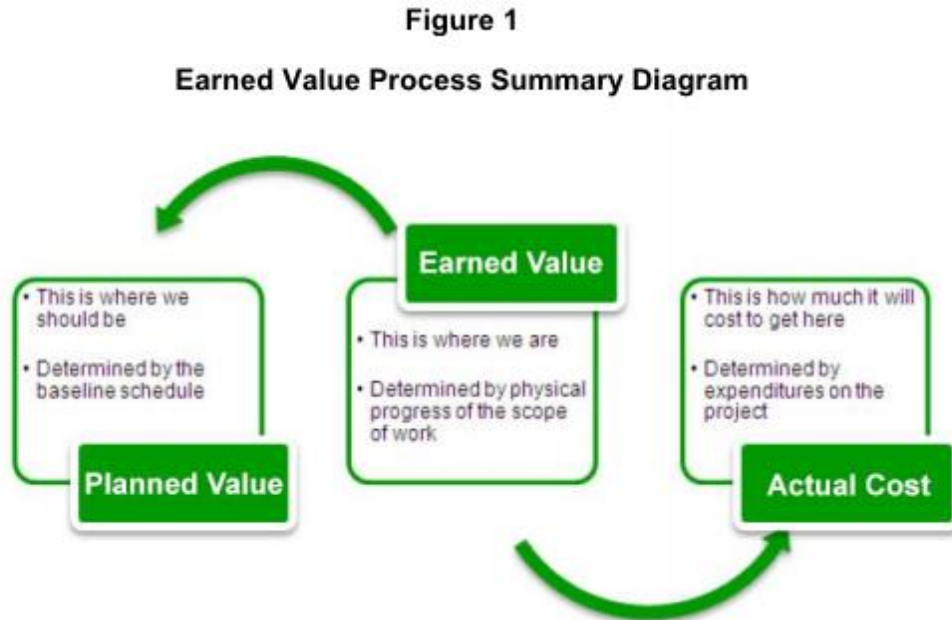 Figure 1
Earned Value Process Summary Diagram
• This is where we
should be
• Determined by the
baseline schedule
Planned Value
Earned Value
• This is where we are
• Determined by physical
progress of the scope
of work
• This is how much it will
cost to get here
• Determined by
expenditures on the
project
Actual Cost